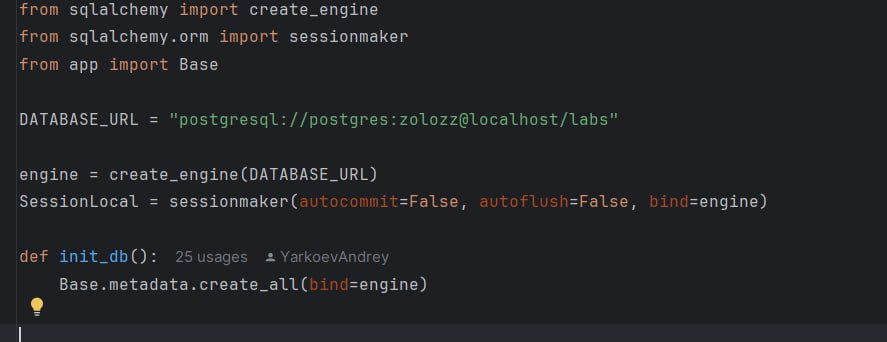 from sqlalchemy import create_engine
from sqlalchemy.orm import sessionmaker
from app import Base
DATABASE_URL = "postgresql://postgres:zolozz@localhost/labs"
engine = create_engine(DATABASE_URL)
SessionLocal = sessionmaker(autocommit=False, autoflush=False, bind=engine)
def init_db(): 25 usages YarkoevAndrey
    Base.metadata.create_all(bind=engine)